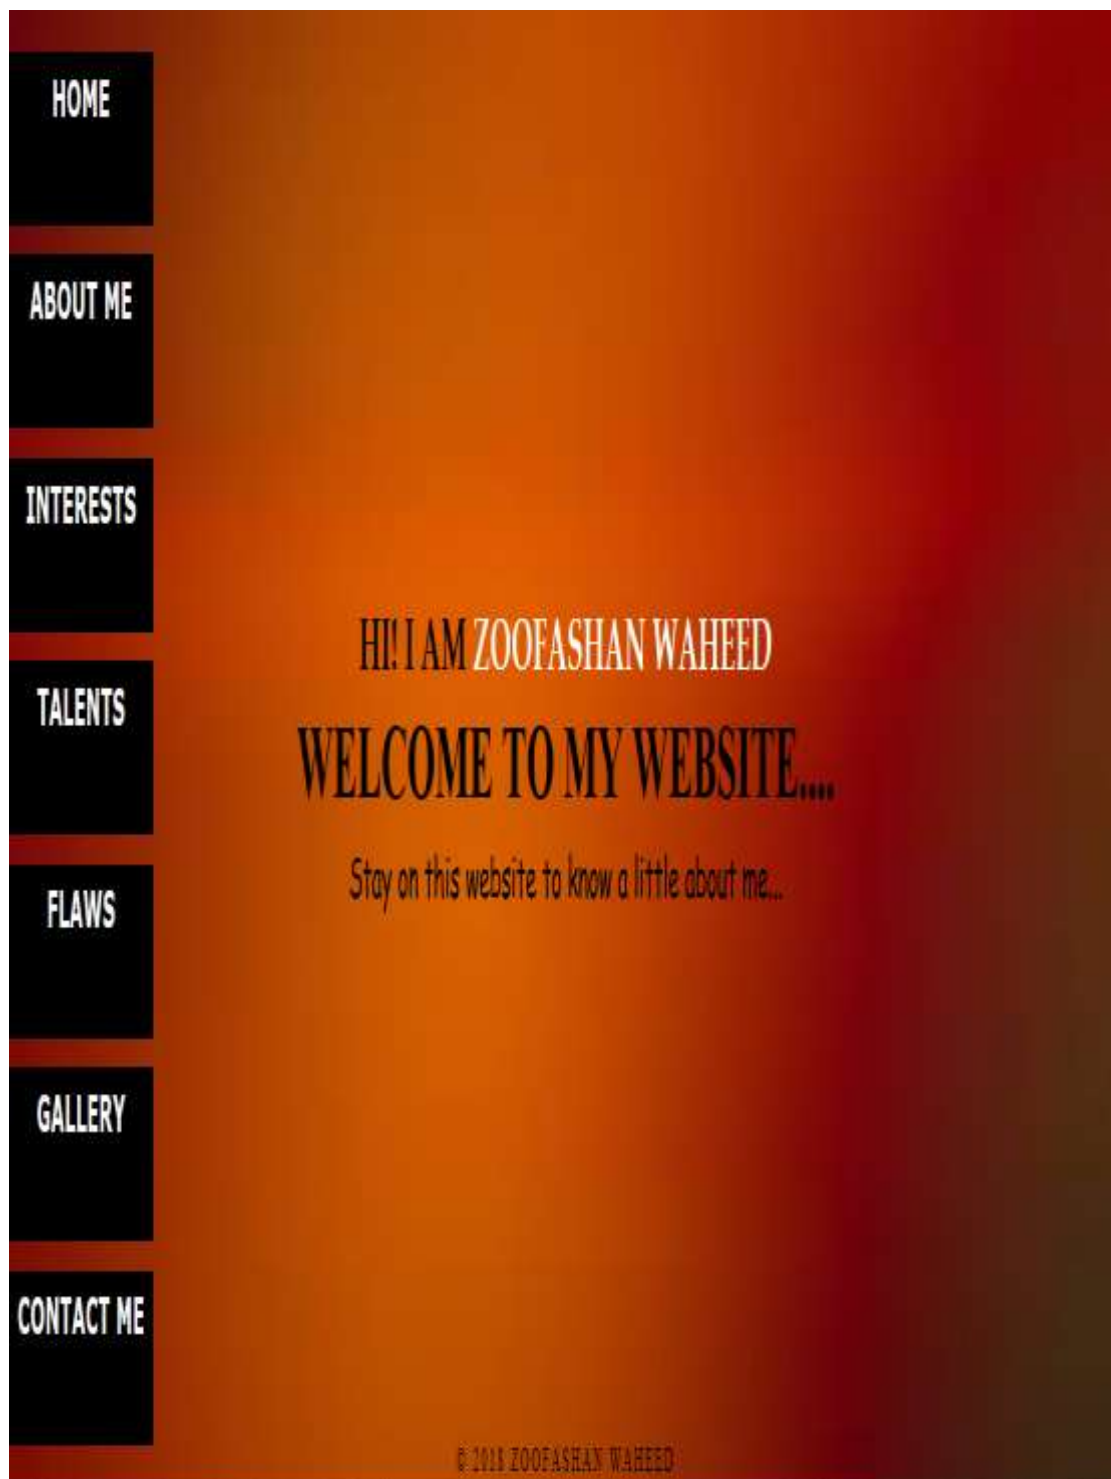 HOME
ABOUT ME
INTERESTS
TALENTS
FLAWS
GALLERY
CONTACT ME
HI! I AM ZOOFASHAN WAHEED
WELCOME TO MY WEBSITE....
Stay on this website to know a little about me...
© 2018 ZOOFASHAN WAHEED